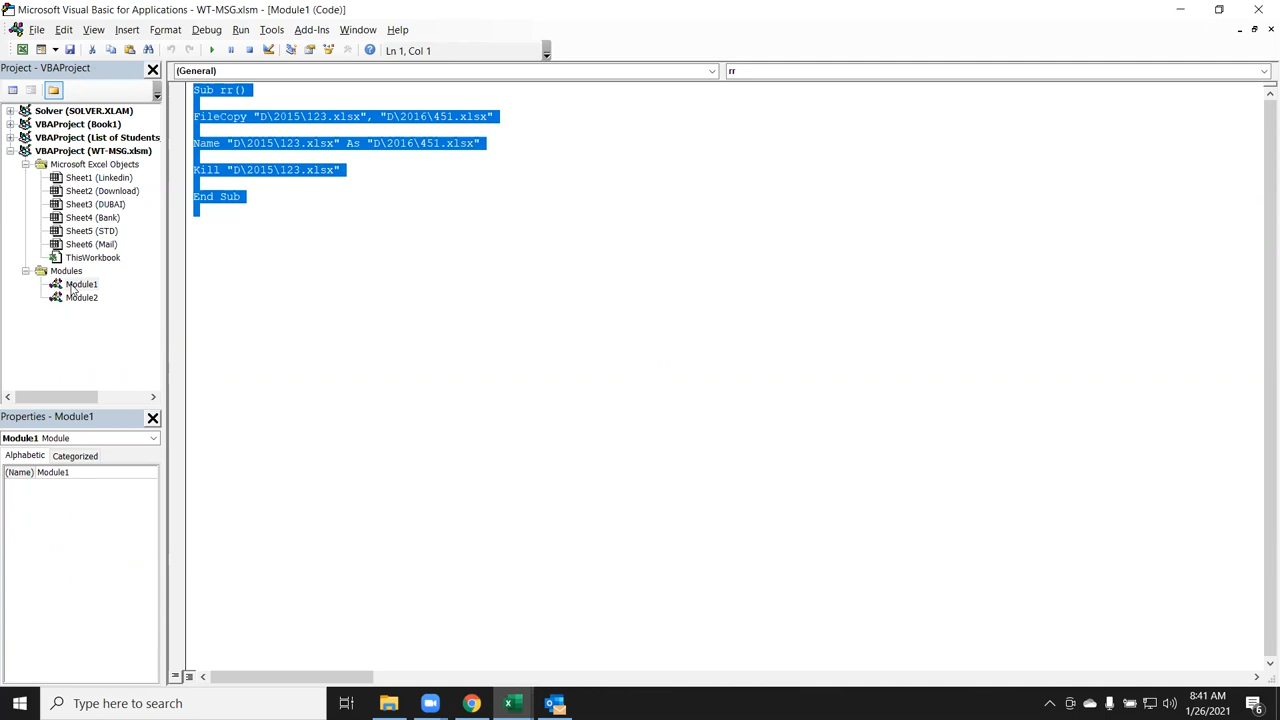 Microsoft Visual Basic for Applications - WT-MSG.xlsm - [Module1 (Code)]
File Edit View Insert Format Debug Run Tools Add-Ins Window Help
Ln 1, Col 1
Project - VBAProject
(General)
rr
Solver (SOLVER.XLAM)
VBAProject (Book1)
VBAProject (List of Students
VBAProject (WT-MSG.xlsm)
Microsoft Excel Objects
Sheet1 (Linkedin)
Sheet2 (Download)
Sheet3 (DUBAI)
Sheet4 (Bank)
Sheet5 (STD)
Sheet6 (Mail)
ThisWorkbook
Modules
Module1
Module2
Sub rr()
FileCopy "D\2015\123.xlsx", "D\2016\451.xlsx"
Name "D\2015\123.xlsx" As "D\2016\451.xlsx"
Kill "D\2015\123.xlsx"
End Sub
Properties - Module1
Module1 Module
Alphabetic Categorized
(Name) Module1
Type here to search
8:41 AM
1/26/2021
6